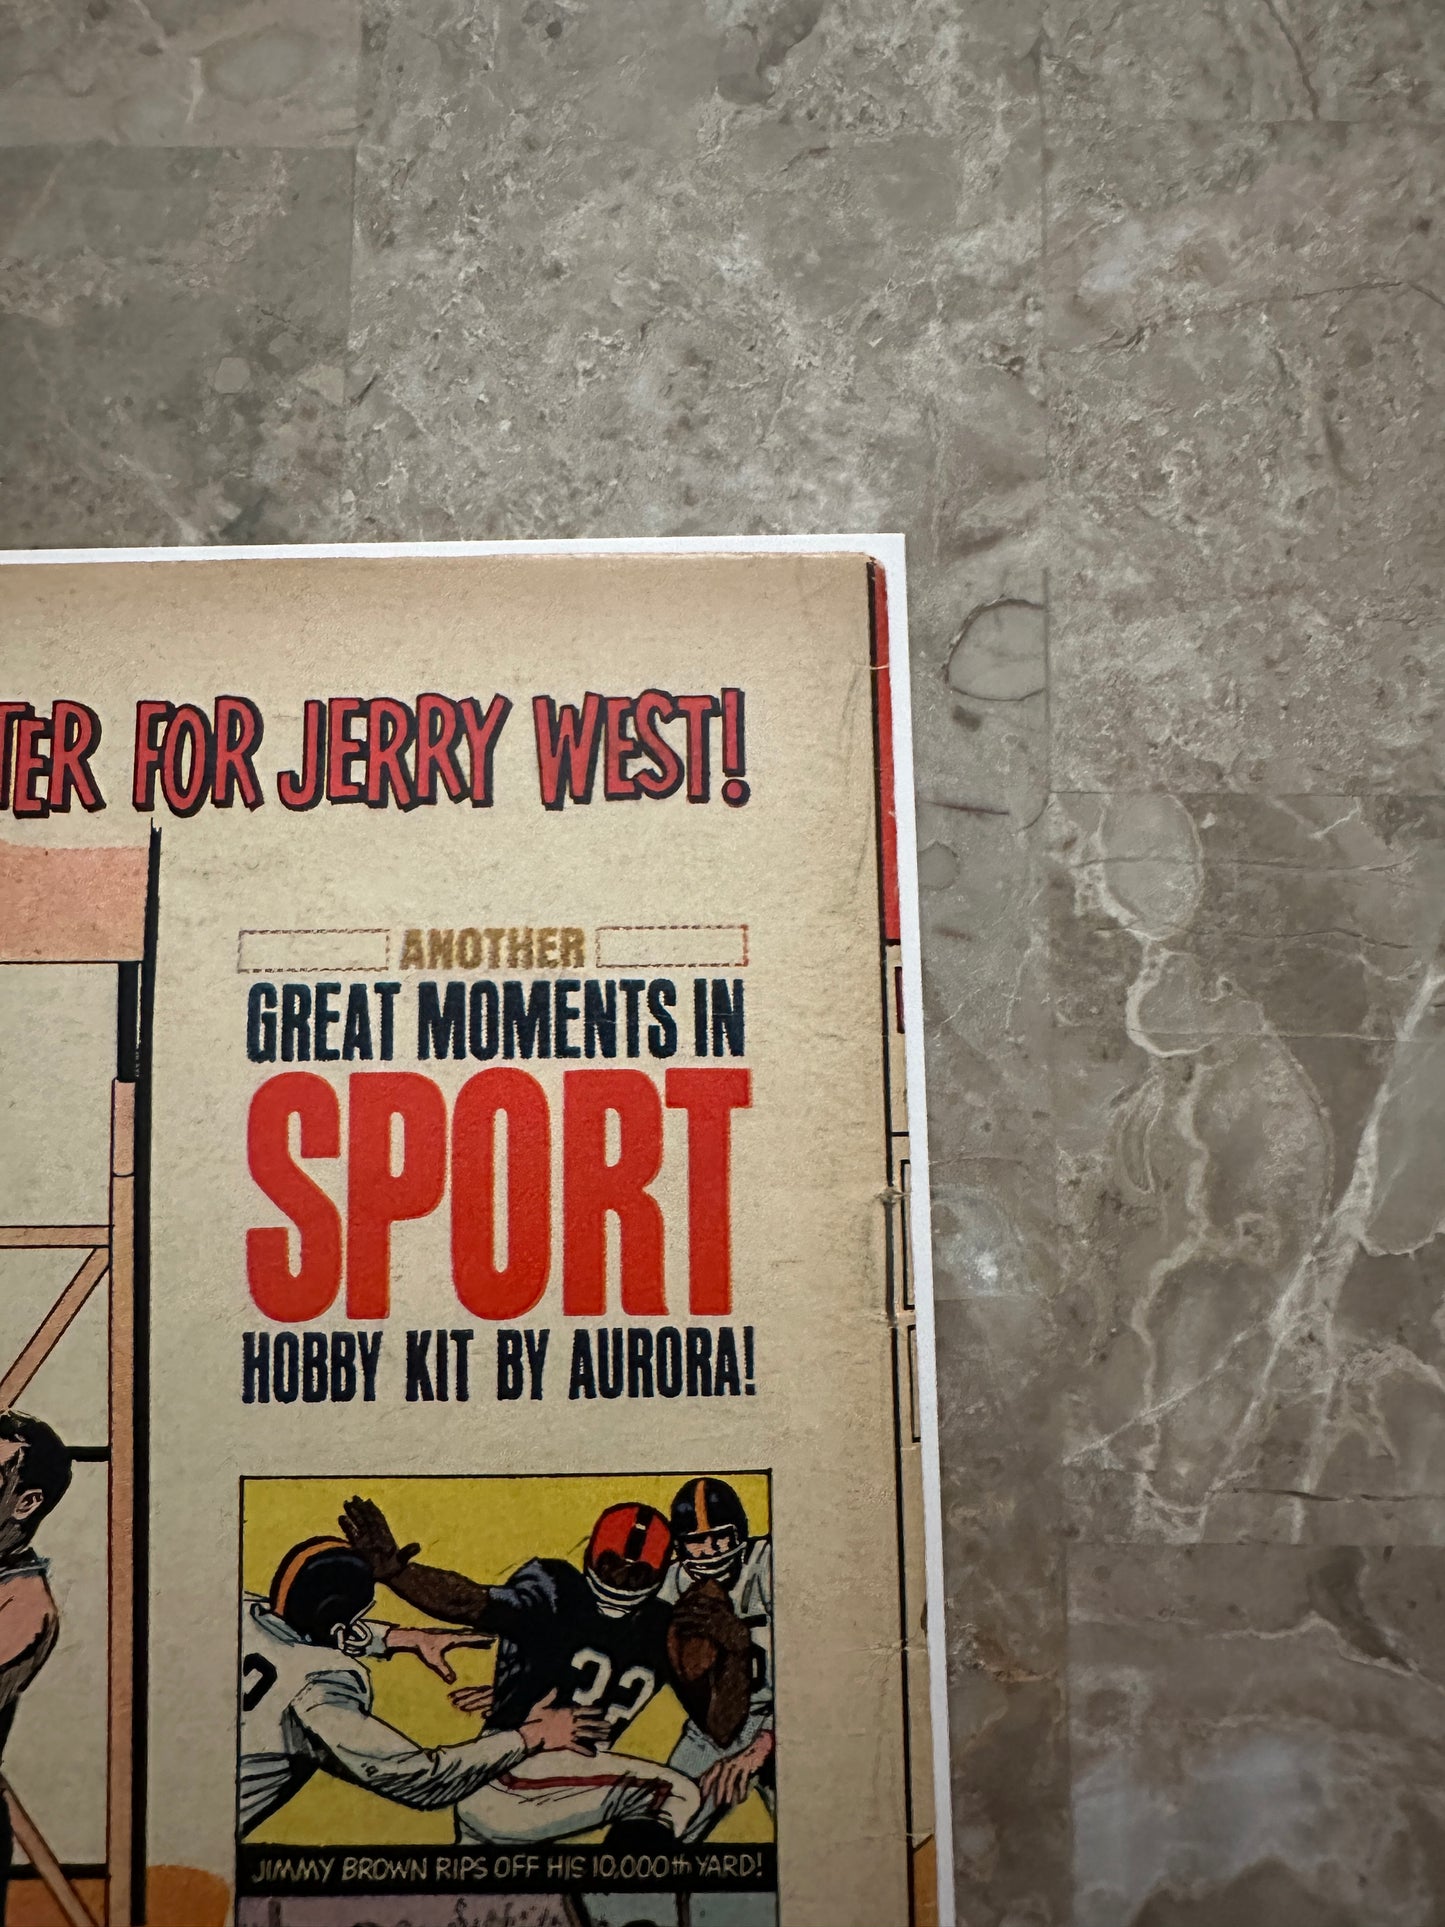 TER FOR JERRY WEST!
ANOTHER
GREAT MOMENTS IN
SPORT
HOBBY KIT BY AURORA!
32
JIMMY BROWN RIPS OFF HIS 10,000th YARD!